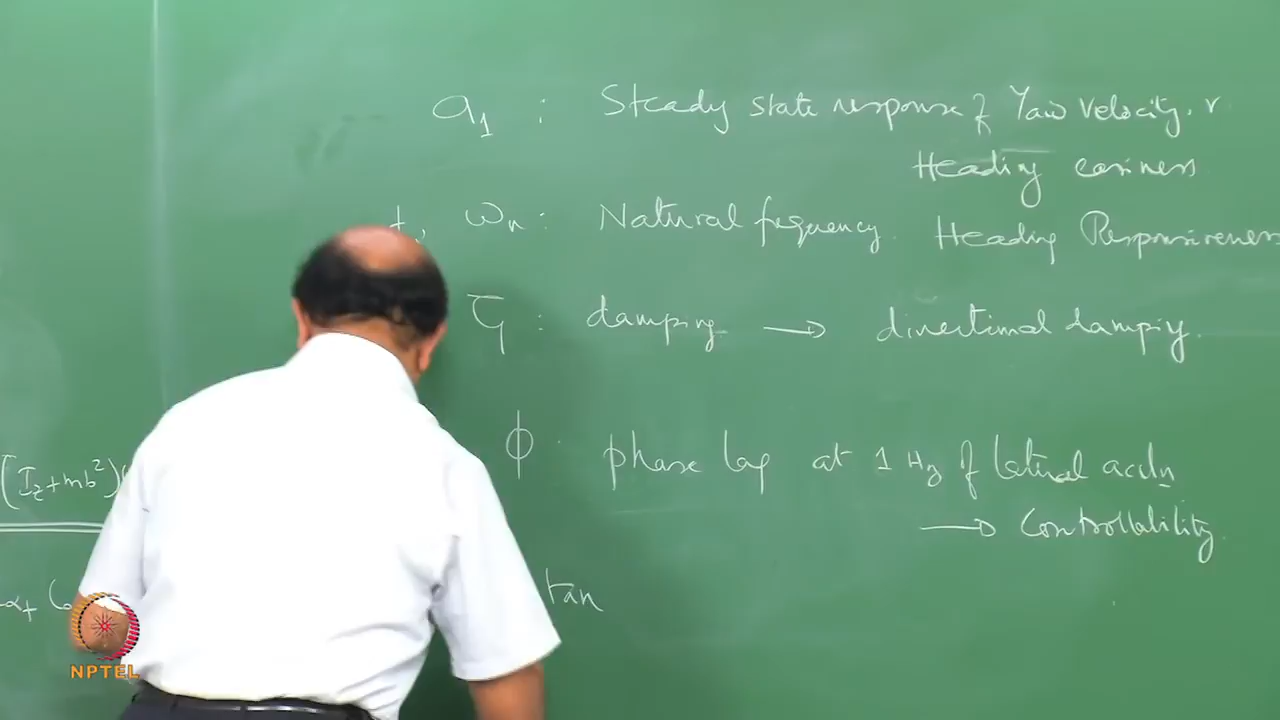 a₁ : Steady state response of Yaw velocity, r
Heading easiness
ωₙ : Natural frequency. Heading Responsiveness
ζ : damping → directional damping.
ϕ phase lag at 1 Hz of lateral accln
→ Controllability
(I_z+mb²)
tan
NPTEL